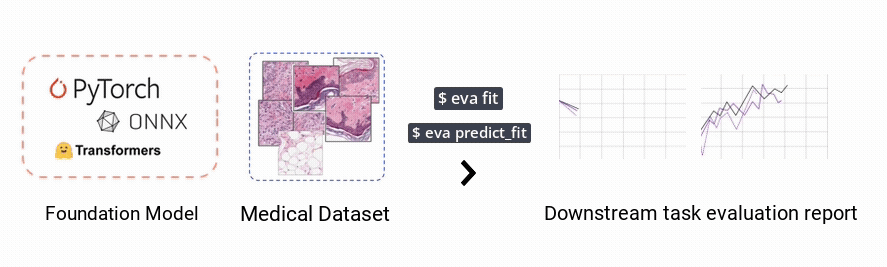 PyTorch
ONNX
Transformers
$ eva fit
$ eva predict_fit
Foundation Model
Medical Dataset
Downstream task evaluation report